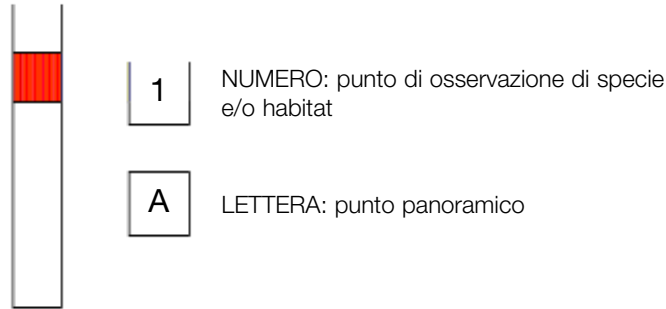 1
NUMERO: punto di osservazione di specie
e/o habitat
A
LETTERA: punto panoramico